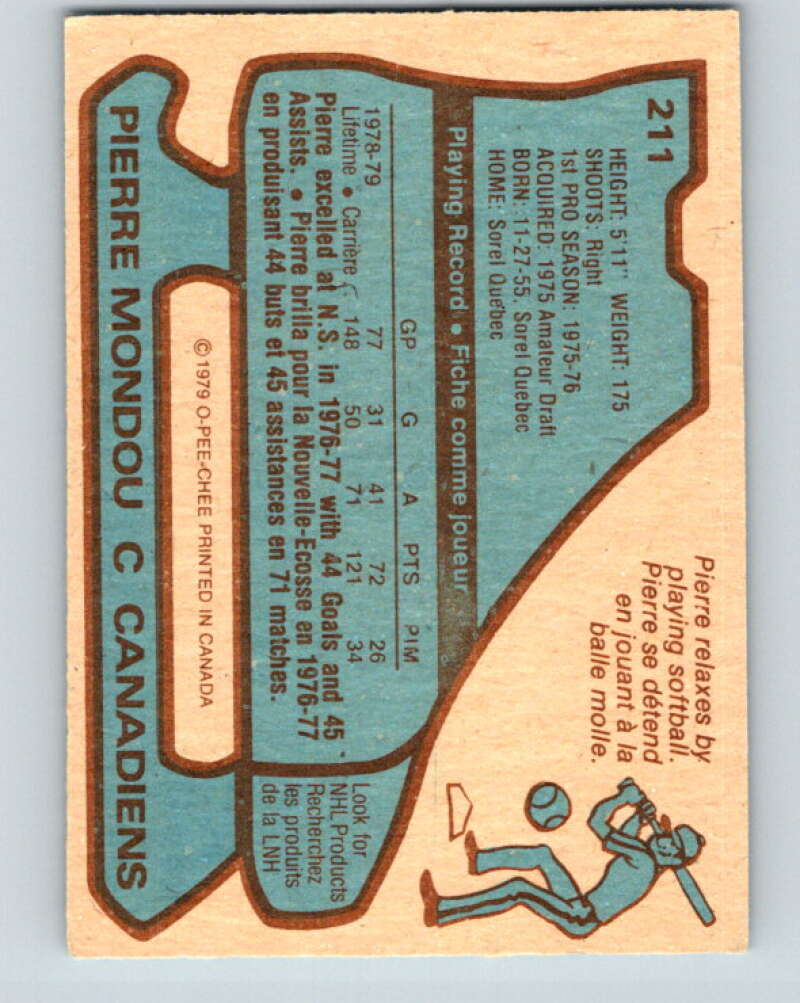 211
HEIGHT: 5'11" WEIGHT: 175
SHOOTS: Right
1st PRO SEASON: 1975-76
ACQUIRED: 1975 Amateur Draft
BORN: 11-27-55. Sorel Quebec
HOME: Sorel Quebec
Playing Record • Fiche comme joueur
GP G A PTS PIM
1978-79 77 31 41 72 26
Lifetime • Carrière 148 50 71 121 34
Pierre excelled at N.S. in 1976-77 with 44 Goals and 45
Assists. • Pierre brilla pour la Nouvelle-Ecosse en 1976-77
en produisant 44 buts et 45 assistances en 71 matches.
Pierre relaxes by
playing softball.
Pierre se détend
en jouant à la
balle molle.
Look for
NHL Products
Recherchez
les produits
de la LNH
© 1979 O-PEE-CHEE PRINTED IN CANADA
PIERRE MONDOU C CANADIENS